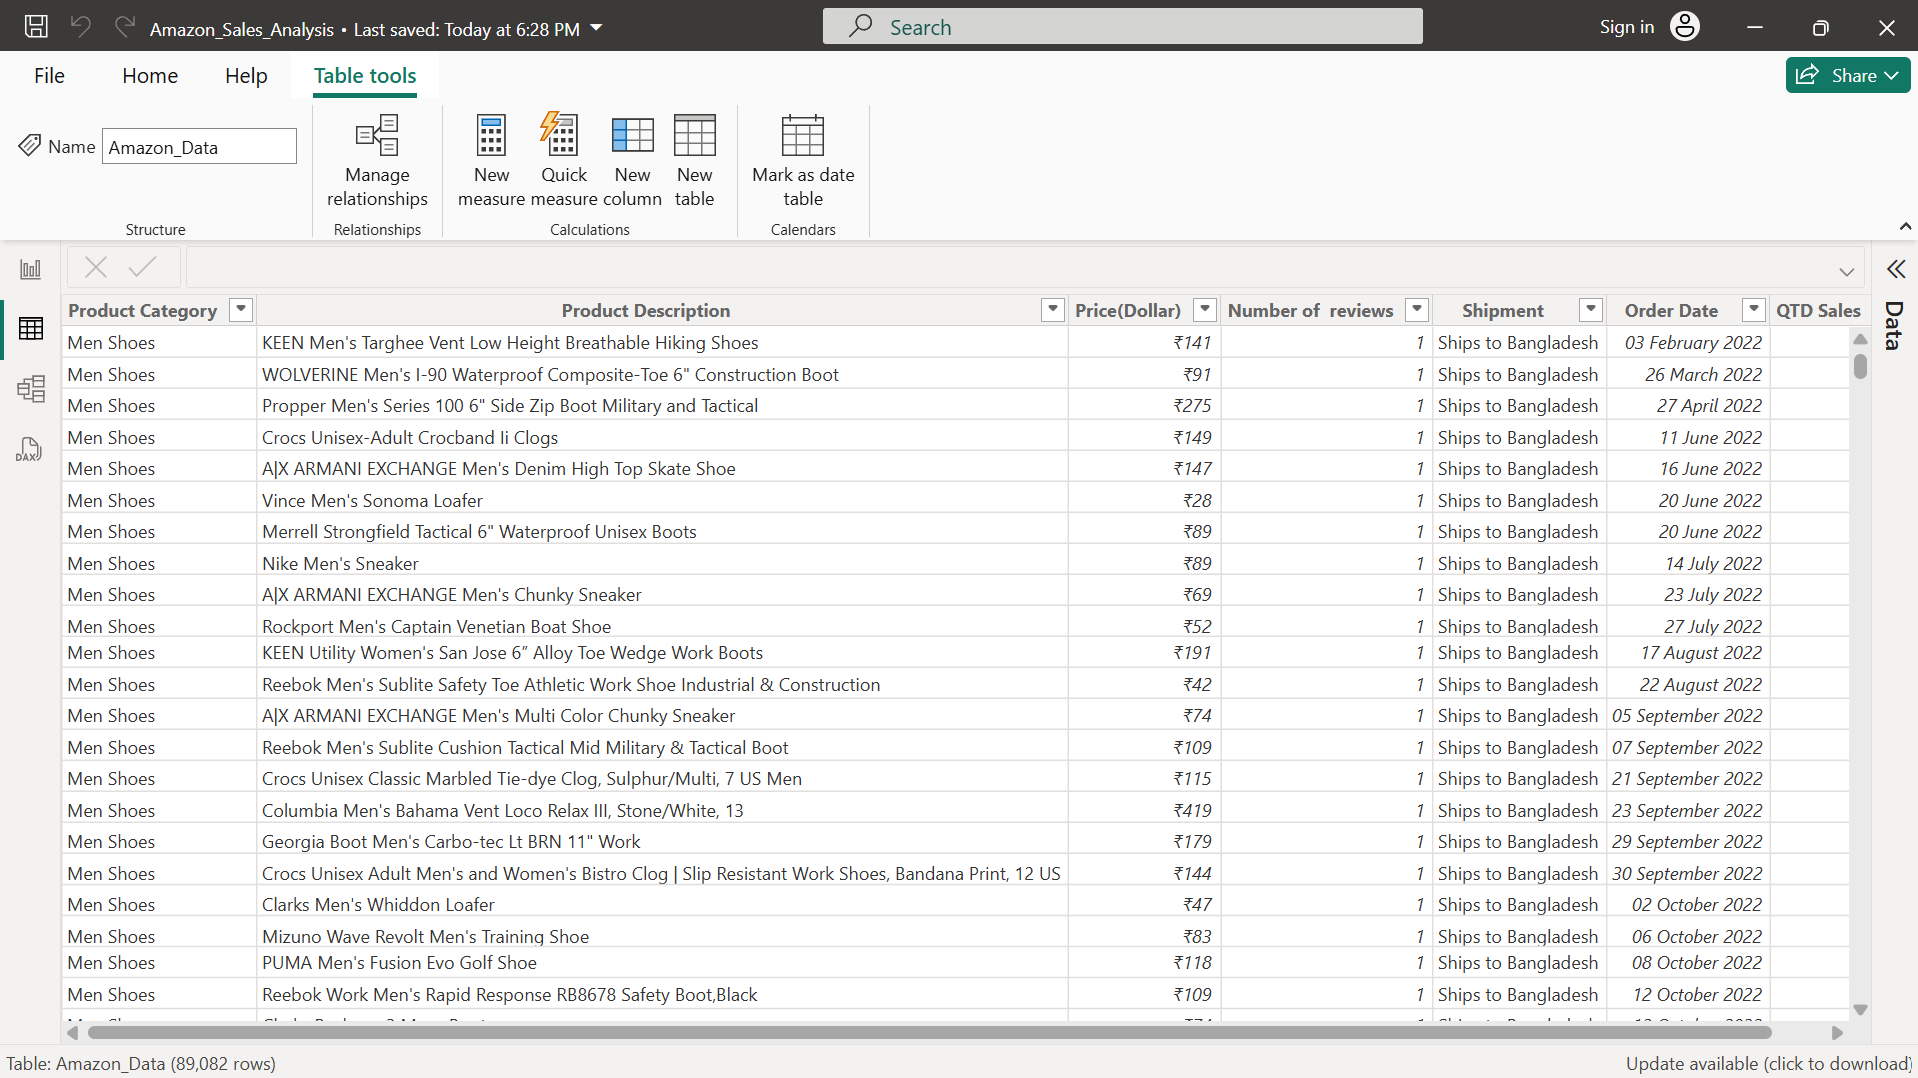 Amazon_Sales_Analysis • Last saved: Today at 6:28 PM
Search
Sign in
File Home Help Table tools
Share
Name Amazon_Data
Manage relationships
New measure
Quick measure
New column
New table
Mark as date table
Structure Relationships Calculations Calendars
DAX
Product Category Product Description Price(Dollar) Number of reviews Shipment Order Date QTD Sales
Data
Men Shoes KEEN Men's Targhee Vent Low Height Breathable Hiking Shoes ₹141 1 Ships to Bangladesh 03 February 2022
Men Shoes WOLVERINE Men's I-90 Waterproof Composite-Toe 6" Construction Boot ₹91 1 Ships to Bangladesh 26 March 2022
Men Shoes Propper Men's Series 100 6" Side Zip Boot Military and Tactical ₹275 1 Ships to Bangladesh 27 April 2022
Men Shoes Crocs Unisex-Adult Crocband Ii Clogs ₹149 1 Ships to Bangladesh 11 June 2022
Men Shoes A|X ARMANI EXCHANGE Men's Denim High Top Skate Shoe ₹147 1 Ships to Bangladesh 16 June 2022
Men Shoes Vince Men's Sonoma Loafer ₹28 1 Ships to Bangladesh 20 June 2022
Men Shoes Merrell Strongfield Tactical 6" Waterproof Unisex Boots ₹89 1 Ships to Bangladesh 20 June 2022
Men Shoes Nike Men's Sneaker ₹89 1 Ships to Bangladesh 14 July 2022
Men Shoes A|X ARMANI EXCHANGE Men's Chunky Sneaker ₹69 1 Ships to Bangladesh 23 July 2022
Men Shoes Rockport Men's Captain Venetian Boat Shoe ₹52 1 Ships to Bangladesh 27 July 2022
Men Shoes KEEN Utility Women's San Jose 6” Alloy Toe Wedge Work Boots ₹191 1 Ships to Bangladesh 17 August 2022
Men Shoes Reebok Men's Sublite Safety Toe Athletic Work Shoe Industrial & Construction ₹42 1 Ships to Bangladesh 22 August 2022
Men Shoes A|X ARMANI EXCHANGE Men's Multi Color Chunky Sneaker ₹74 1 Ships to Bangladesh 05 September 2022
Men Shoes Reebok Men's Sublite Cushion Tactical Mid Military & Tactical Boot ₹109 1 Ships to Bangladesh 07 September 2022
Men Shoes Crocs Unisex Classic Marbled Tie-dye Clog, Sulphur/Multi, 7 US Men ₹115 1 Ships to Bangladesh 21 September 2022
Men Shoes Columbia Men's Bahama Vent Loco Relax III, Stone/White, 13 ₹419 1 Ships to Bangladesh 23 September 2022
Men Shoes Georgia Boot Men's Carbo-tec Lt BRN 11" Work ₹179 1 Ships to Bangladesh 29 September 2022
Men Shoes Crocs Unisex Adult Men's and Women's Bistro Clog | Slip Resistant Work Shoes, Bandana Print, 12 US ₹144 1 Ships to Bangladesh 30 September 2022
Men Shoes Clarks Men's Whiddon Loafer ₹47 1 Ships to Bangladesh 02 October 2022
Men Shoes Mizuno Wave Revolt Men's Training Shoe ₹83 1 Ships to Bangladesh 06 October 2022
Men Shoes PUMA Men's Fusion Evo Golf Shoe ₹118 1 Ships to Bangladesh 08 October 2022
Men Shoes Reebok Work Men's Rapid Response RB8678 Safety Boot,Black ₹109 1 Ships to Bangladesh 12 October 2022
Table: Amazon_Data (89,082 rows)
Update available (click to download)